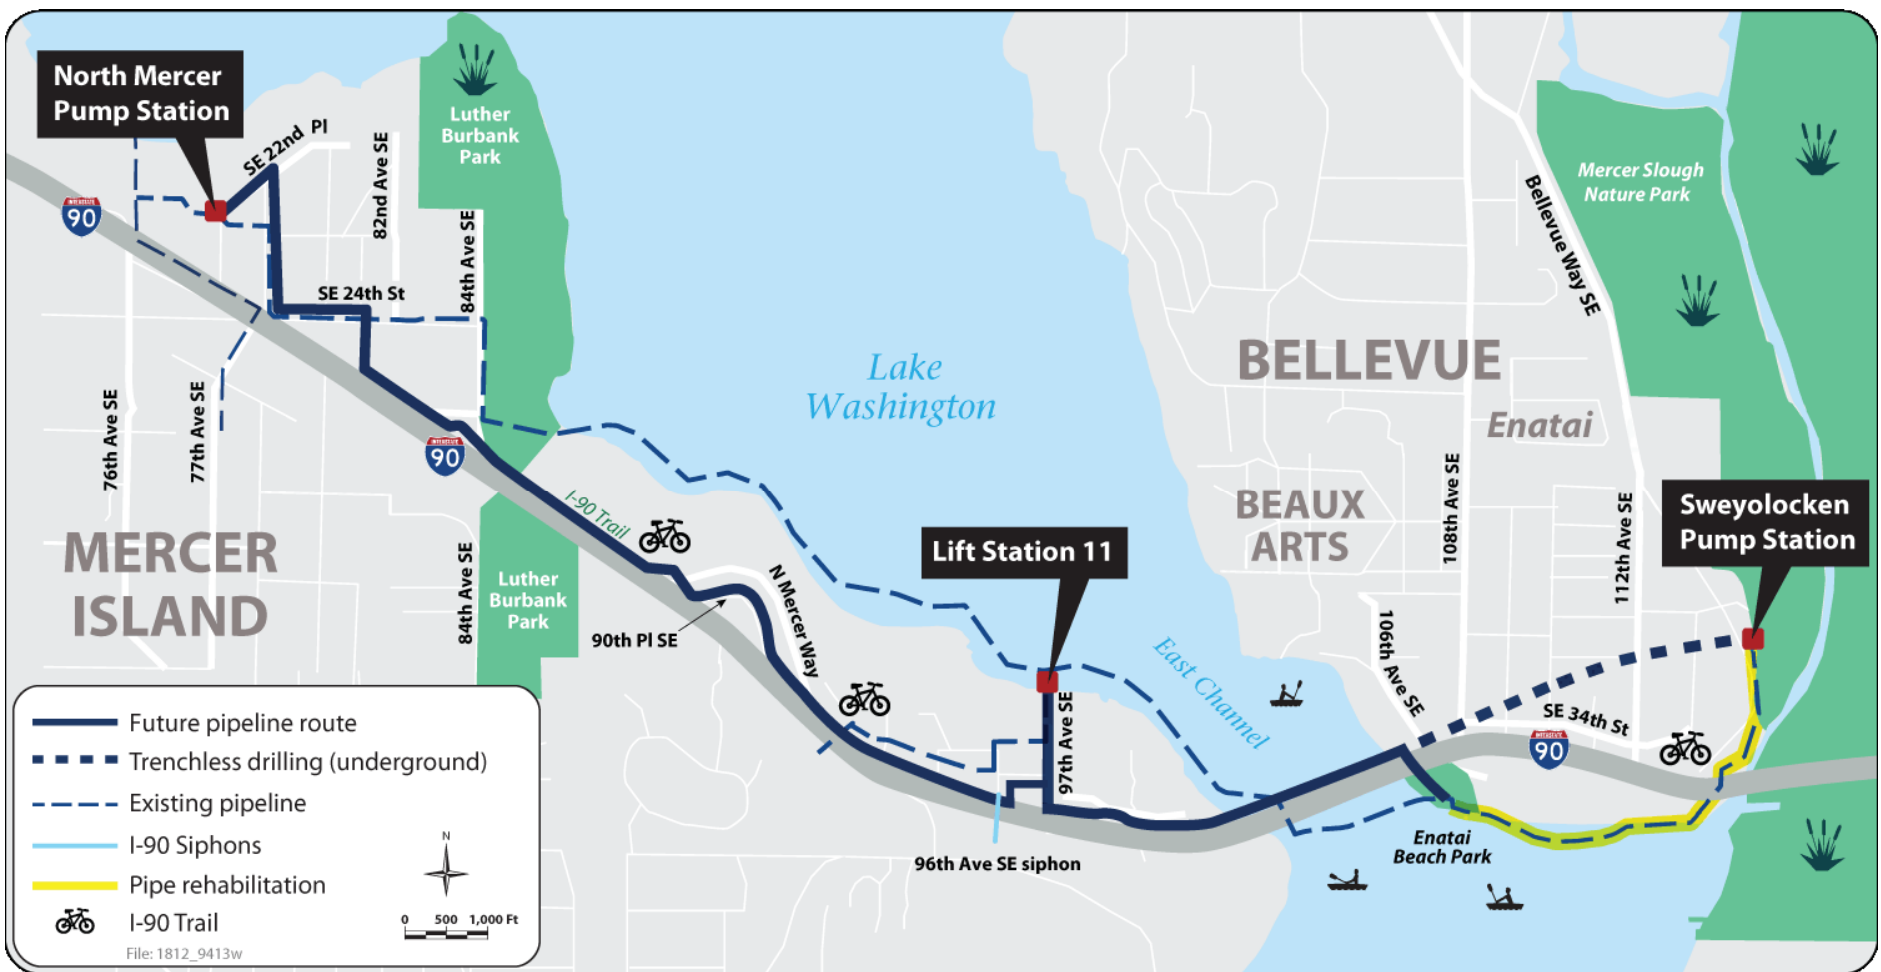 North Mercer
Pump Station
SE 22nd Pl
82nd Ave SE
Luther
Burbank
Park
84th Ave SE
INTERSTATE
90
SE 24th St
76th Ave SE
77th Ave SE
INTERSTATE
90
MERCER
ISLAND
I-90 Trail
84th Ave SE
Luther
Burbank
Park
90th Pl SE
N Mercer Way
Lake
Washington
Lift Station 11
97th Ave SE
96th Ave SE siphon
East Channel
BELLEVUE
Enatai
BEAUX
ARTS
Bellevue Way SE
Mercer Slough
Nature Park
108th Ave SE
112th Ave SE
106th Ave SE
Sweyolocken
Pump Station
SE 34th St
INTERSTATE
90
Enatai
Beach Park
Future pipeline route
Trenchless drilling (underground)
Existing pipeline
I-90 Siphons
Pipe rehabilitation
I-90 Trail
File: 1812_9413w
N
0 500 1,000 Ft